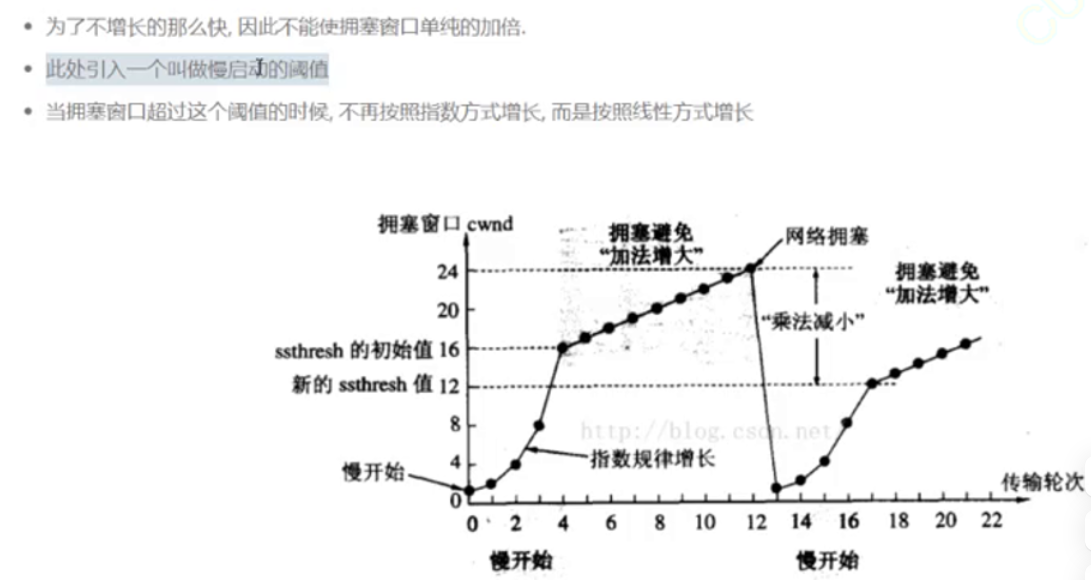 为了不增长的那么快, 因此不能使拥塞窗口单纯的加倍.
此处引入一个叫做慢启动的阈值
当拥塞窗口超过这个阈值的时候, 不再按照指数方式增长, 而是按照线性方式增长
拥塞窗口 cwnd
拥塞避免
“加法增大”
网络拥塞
拥塞避免
“加法增大”
24
20
“乘法减小”
ssthresh 的初始值 16
新的 ssthresh 值 12
8
http://blog.csdn.net
指数规律增长
4
慢开始
传输轮次
0
0 2 4 6 8 10 12 14 16 18 20 22
慢开始 慢开始